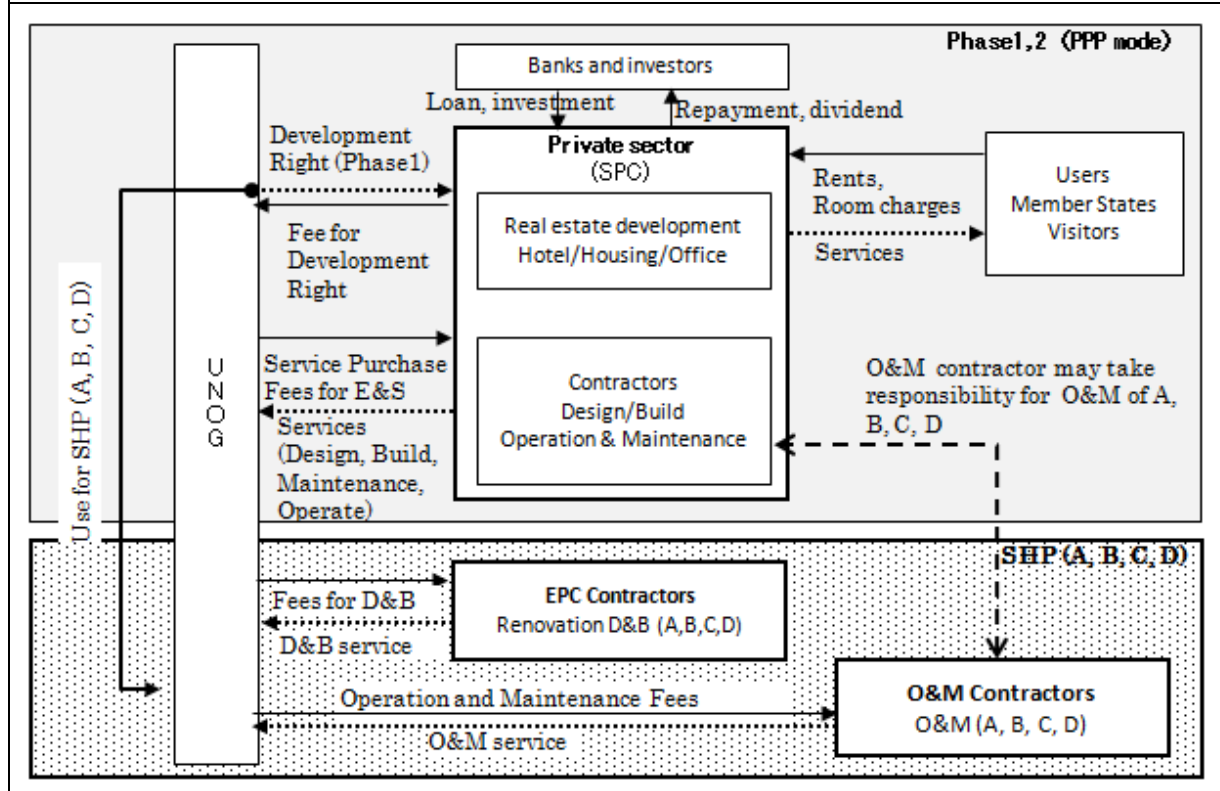 Phase1,2 (PPP mode)
Banks and investors
Loan, investment
Repayment, dividend
Development
Right (Phase1)
Private sector
(SPC)
Rents,
Room charges
Users
Member States
Visitors
Real estate development
Hotel/Housing/Office
Services
Fee for
Development
Right
Use for SHP (A, B, C, D)
UNOG
Service Purchase
Fees for E&S
Contractors
Design/Build
Operation & Maintenance
O&M contractor may take
responsibility for O&M of A,
B, C, D
Services
(Design, Build,
Maintenance,
Operate)
SHP (A, B, C, D)
Fees for D&B
D&B service
EPC Contractors
Renovation D&B (A,B,C,D)
Operation and Maintenance Fees
O&M service
O&M Contractors
O&M (A, B, C, D)